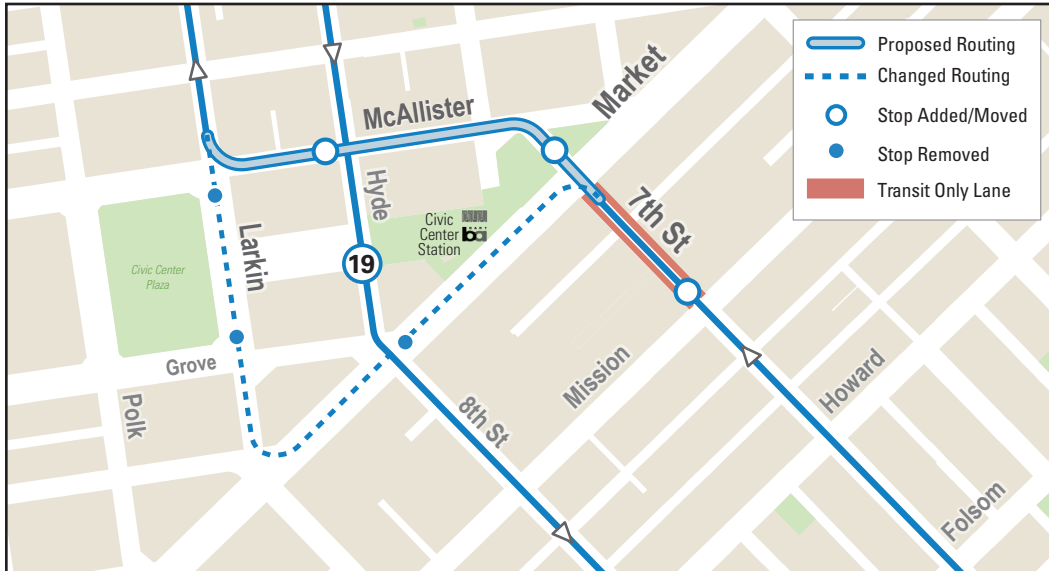 Proposed Routing
Changed Routing
Stop Added/Moved
Stop Removed
Transit Only Lane
Market
McAllister
Hyde
7th St
Civic
Center
Station
ba
19
Larkin
Civic Center
Plaza
Grove
Polk
8th St
Mission
Howard
Folsom